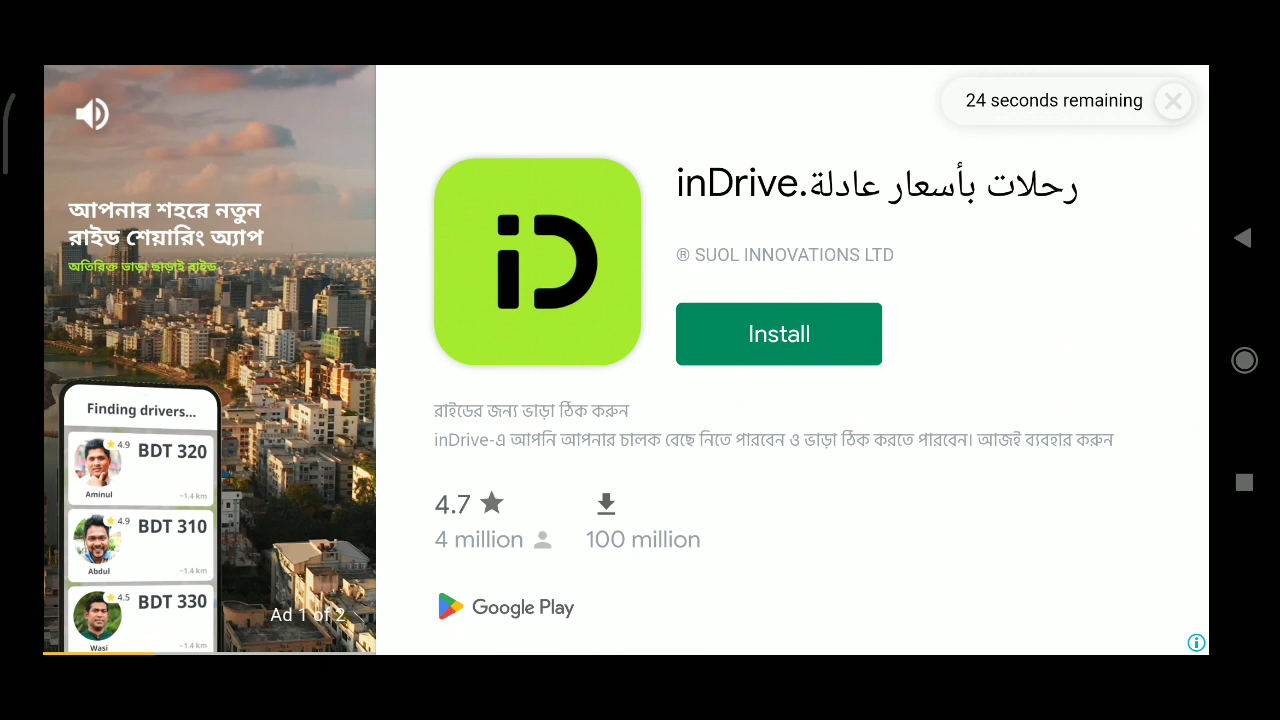 24 seconds remaining
আপনার শহরে নতুন
রাইড শেয়ারিং অ্যাপ
অতিরিক্ত ভাড়া ছাড়াই রাইড
Finding drivers...
4.9
BDT 320
Aminul
~1.4 km
4.9
BDT 310
Abdul
~1.4 km
4.5
BDT 330
Wasi
~1.4 km
Ad 1 of 2
iD
inDrive.رحلات بأسعار عادلة
® SUOL INNOVATIONS LTD
Install
রাইডের জন্য ভাড়া ঠিক করুন
inDrive-এ আপনি আপনার চালক বেছে নিতে পারবেন ও ভাড়া ঠিক করতে পারবেন। আজই ব্যবহার করুন
4.7
4 million
100 million
Google Play